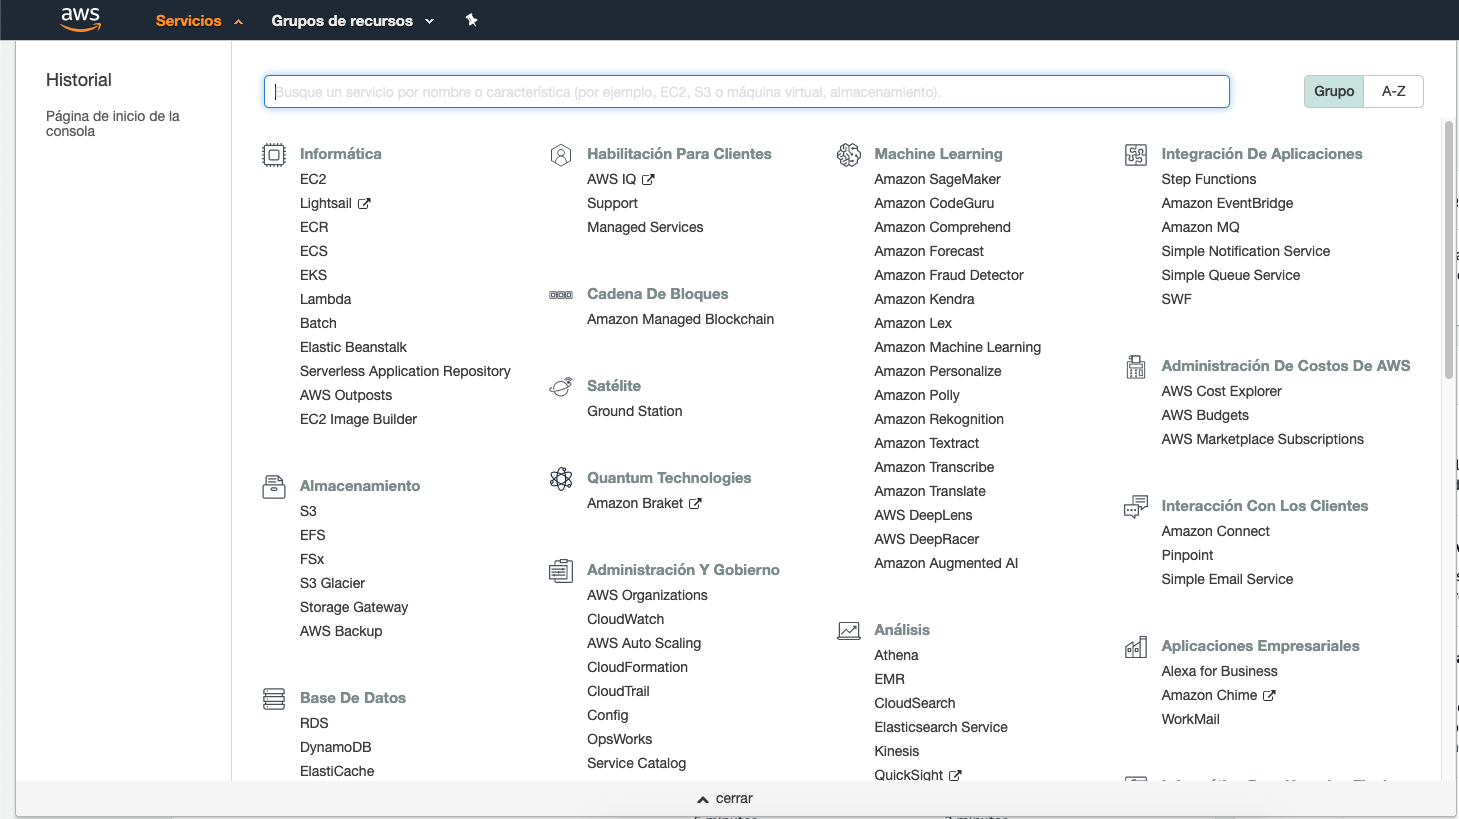 aws
Servicios
Grupos de recursos
Historial
Página de inicio de la
consola
Busque un servicio por nombre o característica (por ejemplo, EC2, S3 o máquina virtual, almacenamiento).
Grupo
A-Z
Informática
EC2
Lightsail
ECR
ECS
EKS
Lambda
Batch
Elastic Beanstalk
Serverless Application Repository
AWS Outposts
EC2 Image Builder
Almacenamiento
S3
EFS
FSx
S3 Glacier
Storage Gateway
AWS Backup
Base De Datos
RDS
DynamoDB
ElastiCache
Habilitación Para Clientes
AWS IQ
Support
Managed Services
Cadena De Bloques
Amazon Managed Blockchain
Satélite
Ground Station
Quantum Technologies
Amazon Braket
Administración Y Gobierno
AWS Organizations
CloudWatch
AWS Auto Scaling
CloudFormation
CloudTrail
Config
OpsWorks
Service Catalog
Machine Learning
Amazon SageMaker
Amazon CodeGuru
Amazon Comprehend
Amazon Forecast
Amazon Fraud Detector
Amazon Kendra
Amazon Lex
Amazon Machine Learning
Amazon Personalize
Amazon Polly
Amazon Rekognition
Amazon Textract
Amazon Transcribe
Amazon Translate
AWS DeepLens
AWS DeepRacer
Amazon Augmented AI
Análisis
Athena
EMR
CloudSearch
Elasticsearch Service
Kinesis
QuickSight
Integración De Aplicaciones
Step Functions
Amazon EventBridge
Amazon MQ
Simple Notification Service
Simple Queue Service
SWF
Administración De Costos De AWS
AWS Cost Explorer
AWS Budgets
AWS Marketplace Subscriptions
Interacción Con Los Clientes
Amazon Connect
Pinpoint
Simple Email Service
Aplicaciones Empresariales
Alexa for Business
Amazon Chime
WorkMail
cerrar